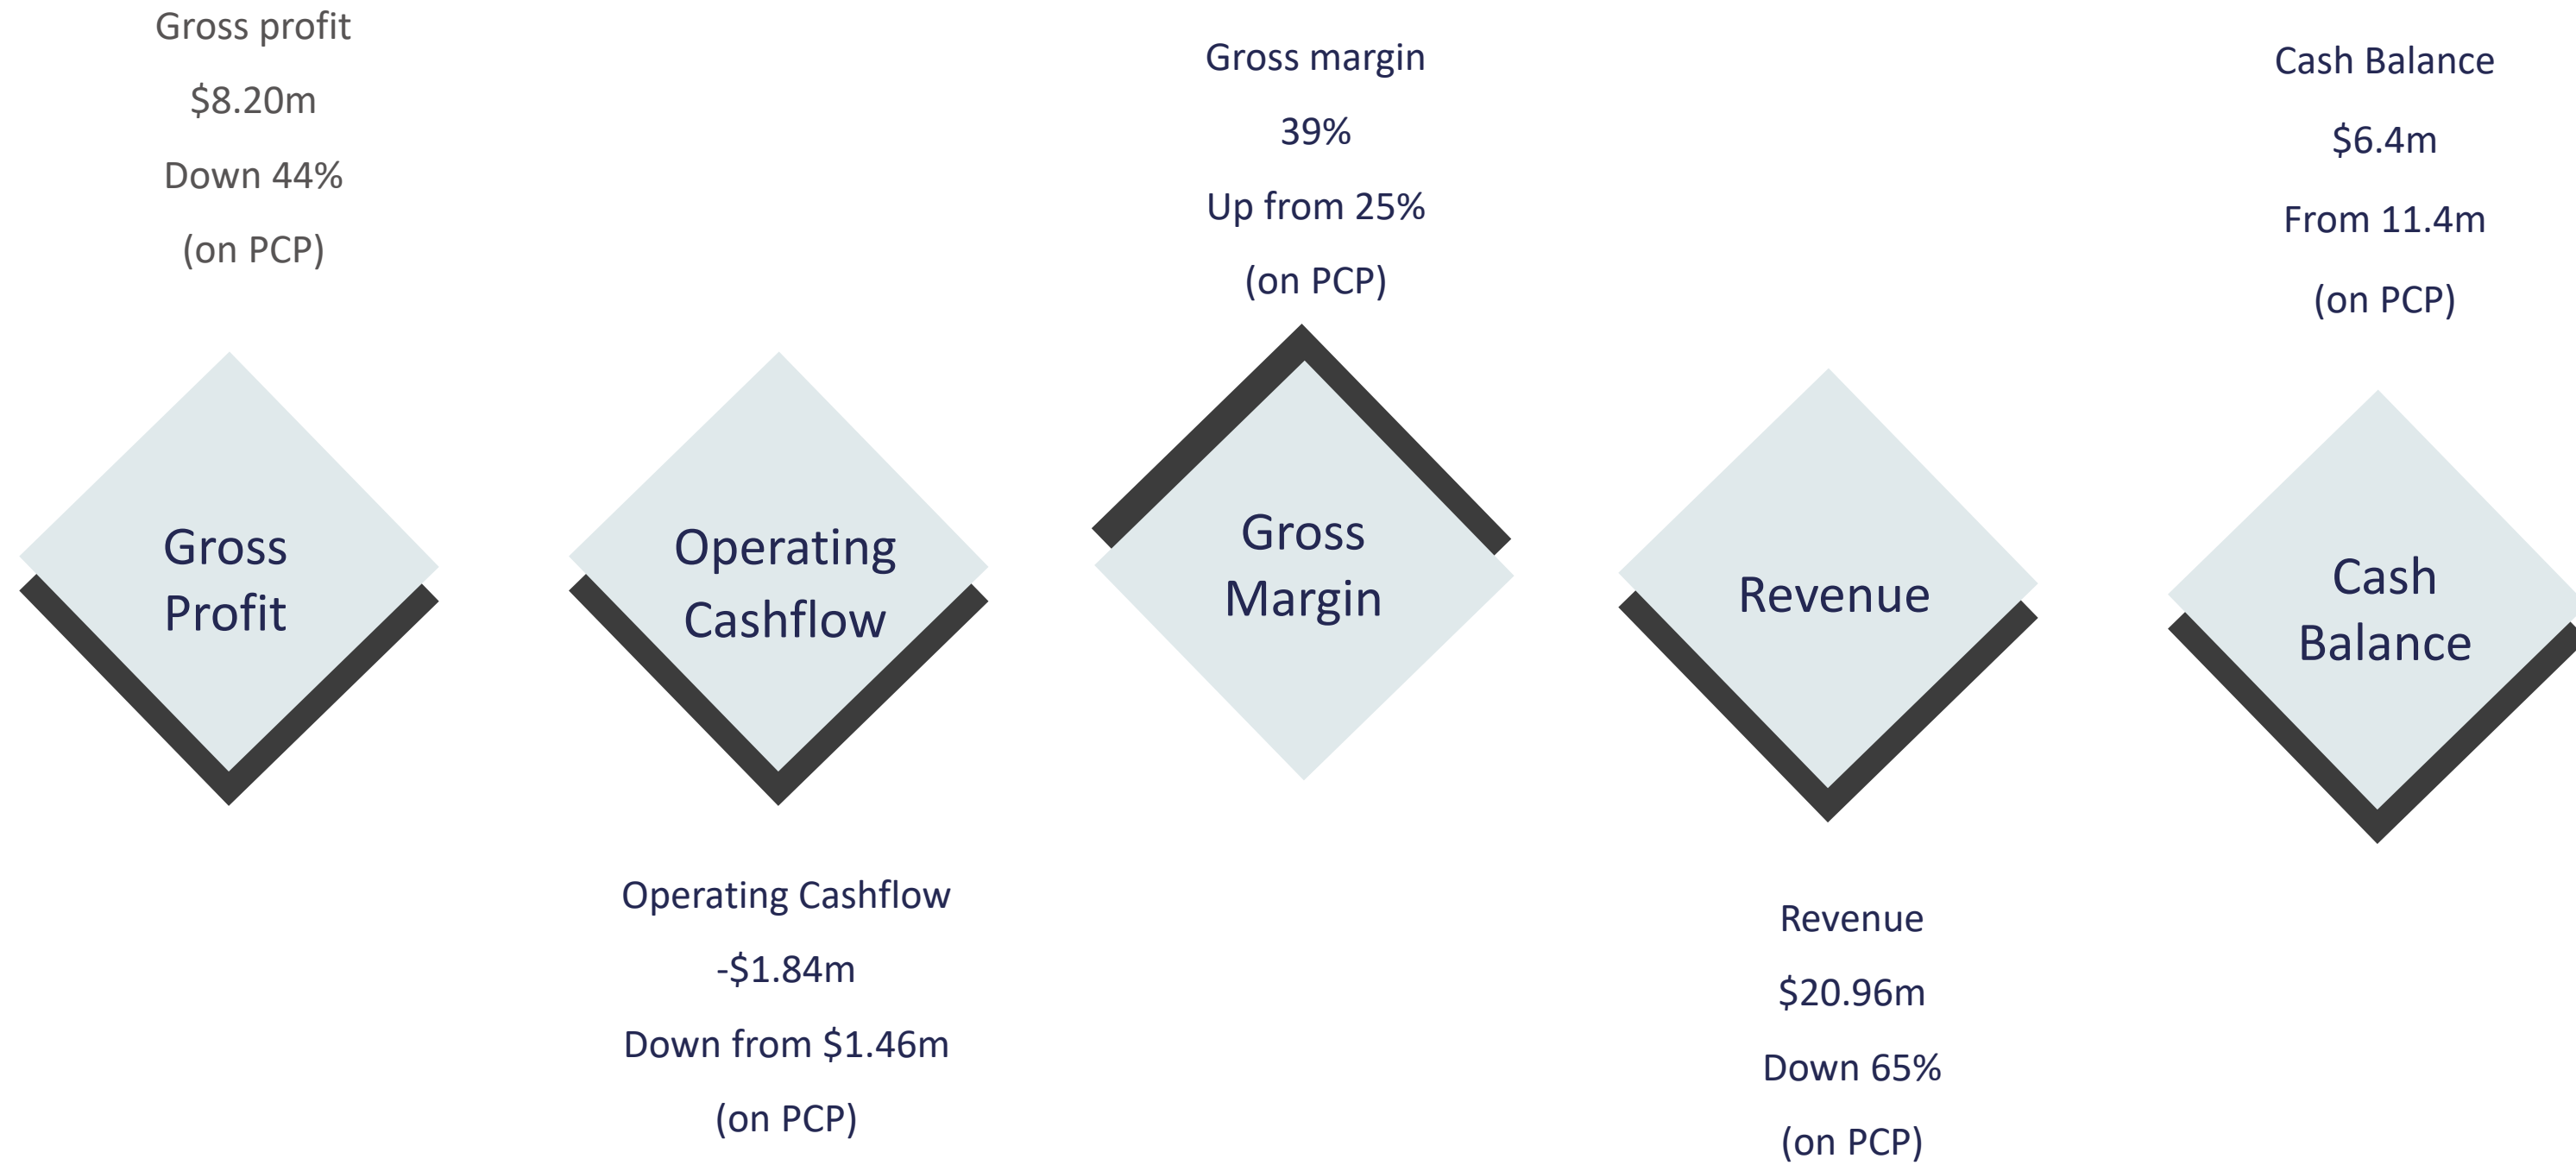 Gross profit
$8.20m
Down 44%
(on PCP)
Gross margin
39%
Up from 25%
(on PCP)
Cash Balance
$6.4m
From 11.4m
(on PCP)
Gross
Profit
Operating
Cashflow
Gross
Margin
Revenue
Cash
Balance
Operating Cashflow
-$1.84m
Down from $1.46m
(on PCP)
Revenue
$20.96m
Down 65%
(on PCP)